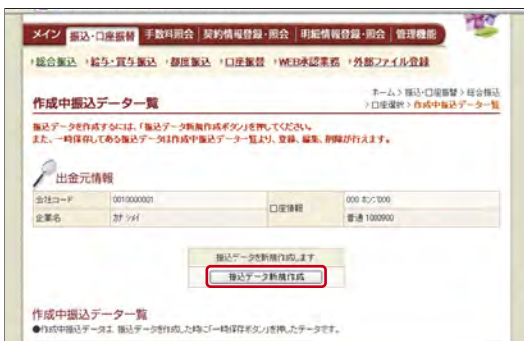 メイン 振込・口座振替 手数料照会 契約情報登録・照会 明細情報登録・照会 管理機能
総合振込 給与・賞与振込 都度振込 口座振替 WEB承認業務 外部ファイル登録
ホーム> 振込・口座振替> 総合振込
作成中振込データ一覧
> 口座選択> 作成中振込データ一覧
振込データを作成するには、「振込データ新規作成ボタン」を押してください。
また、一時保存してある振込データは作成中振込データ一覧より、登録、編集、削除が行えます。
出金元情報
会社コード 0010000001 口座情報 000 ホンテン 000
企業名 カナ シメイ 普通 1000900
振込データを新規作成します
振込データ新規作成
作成中振込データ一覧
●作成中振込データは、振込データを作成した時に「一時保存ボタン」を押したデータです。